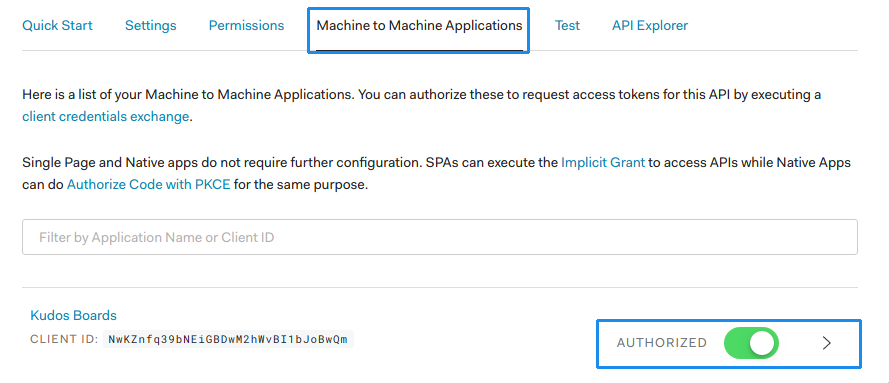 Quick Start Settings Permissions Machine to Machine Applications Test API Explorer
Here is a list of your Machine to Machine Applications. You can authorize these to request access tokens for this API by executing a
client credentials exchange.
Single Page and Native apps do not require further configuration. SPAs can execute the Implicit Grant to access APIs while Native Apps
can do Authorize Code with PKCE for the same purpose.
Filter by Application Name or Client ID
Kudos Boards
CLIENT ID: NwKZnfq39bNEiGBDwM2hWvBI1bJoBwQm
AUTHORIZED